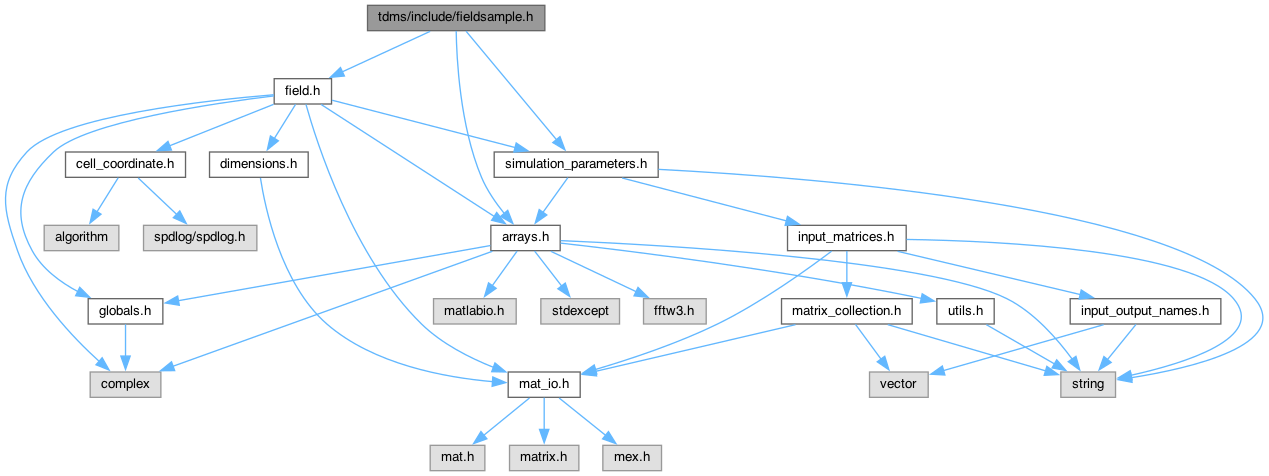 tdms/include/fieldsample.h
field.h
cell_coordinate.h
dimensions.h
simulation_parameters.h
algorithm
spdlog/spdlog.h
arrays.h
input_matrices.h
globals.h
matlabio.h
stdexcept
fftw3.h
matrix_collection.h
utils.h
input_output_names.h
complex
mat_io.h
vector
string
mat.h
matrix.h
mex.h